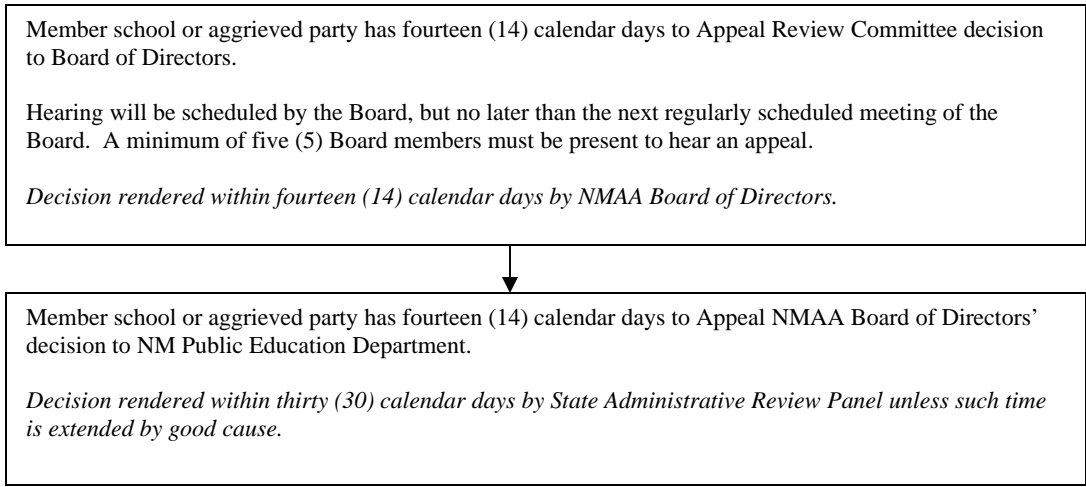 Member school or aggrieved party has fourteen (14) calendar days to Appeal Review Committee decision
to Board of Directors.
Hearing will be scheduled by the Board, but no later than the next regularly scheduled meeting of the
Board.  A minimum of five (5) Board members must be present to hear an appeal.
Decision rendered within fourteen (14) calendar days by NMAA Board of Directors.
Member school or aggrieved party has fourteen (14) calendar days to Appeal NMAA Board of Directors’
decision to NM Public Education Department.
Decision rendered within thirty (30) calendar days by State Administrative Review Panel unless such time
is extended by good cause.